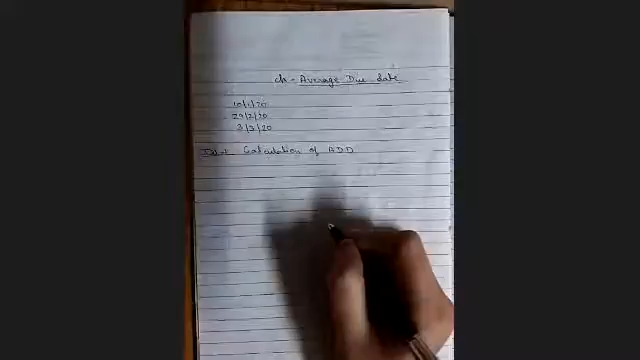 Ch - Average Due date
10/1/20
29/2/20
3/3/20
Calculation of ADD